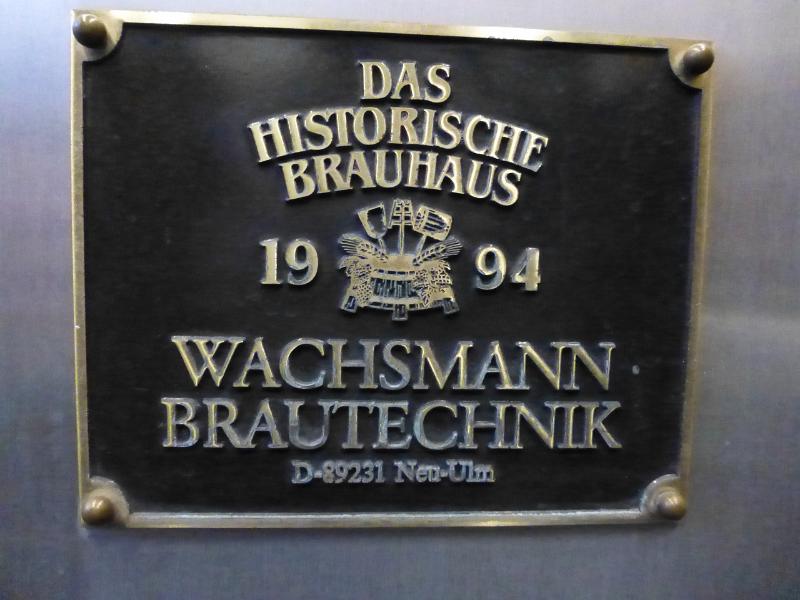 DAS
HISTORISCHE
BRAUHAUS
19 94
WACHSMANN
BRAUTECHNIK
D-89231 Neu-Ulm